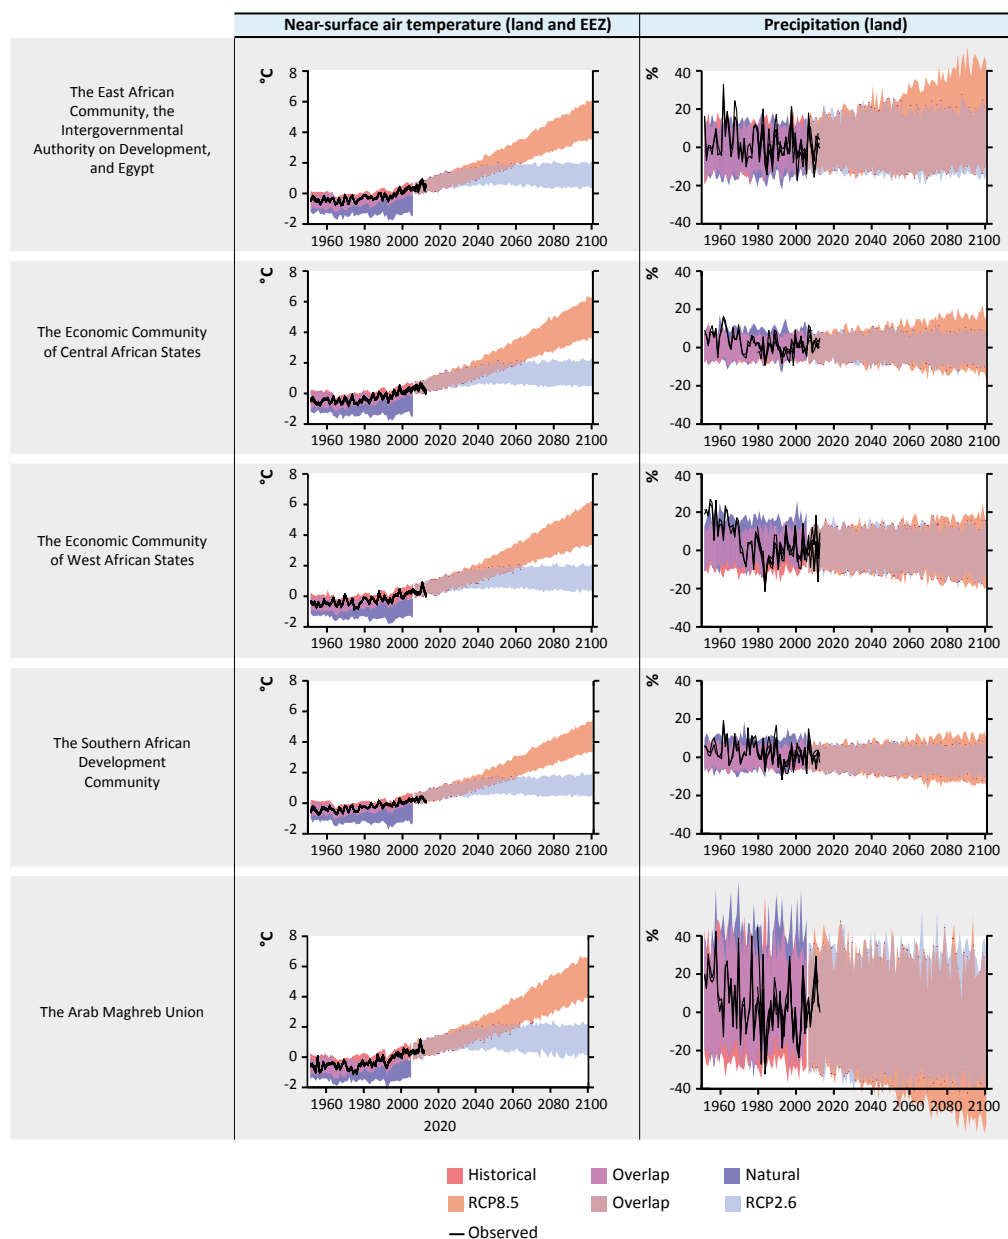 Near-surface air temperature (land and EEZ)
Precipitation (land)
The East African
Community, the
Intergovernmental
Authority on Development,
and Egypt
°C
8
6
4
2
0
-2
1960 1980 2000 2020 2040 2060 2080 2100
%
40
20
0
-20
-40
1960 1980 2000 2020 2040 2060 2080 2100
The Economic Community
of Central African States
°C
8
6
4
2
0
-2
1960 1980 2000 2020 2040 2060 2080 2100
%
40
20
0
-20
-40
1960 1980 2000 2020 2040 2060 2080 2100
The Economic Community
of West African States
°C
8
6
4
2
0
-2
1960 1980 2000 2020 2040 2060 2080 2100
%
40
20
0
-20
-40
1960 1980 2000 2020 2040 2060 2080 2100
The Southern African
Development
Community
°C
8
6
4
2
0
-2
1960 1980 2000 2020 2040 2060 2080 2100
%
40
20
0
-20
-40
1960 1980 2000 2020 2040 2060 2080 2100
The Arab Maghreb Union
°C
8
6
4
2
0
-2
1960 1980 2000 2040 2060 2080 2100
2020
%
40
20
0
-20
-40
1960 1980 2000 2020 2040 2060 2080 2100
Historical Overlap Natural
RCP8.5 Overlap RCP2.6
Observed